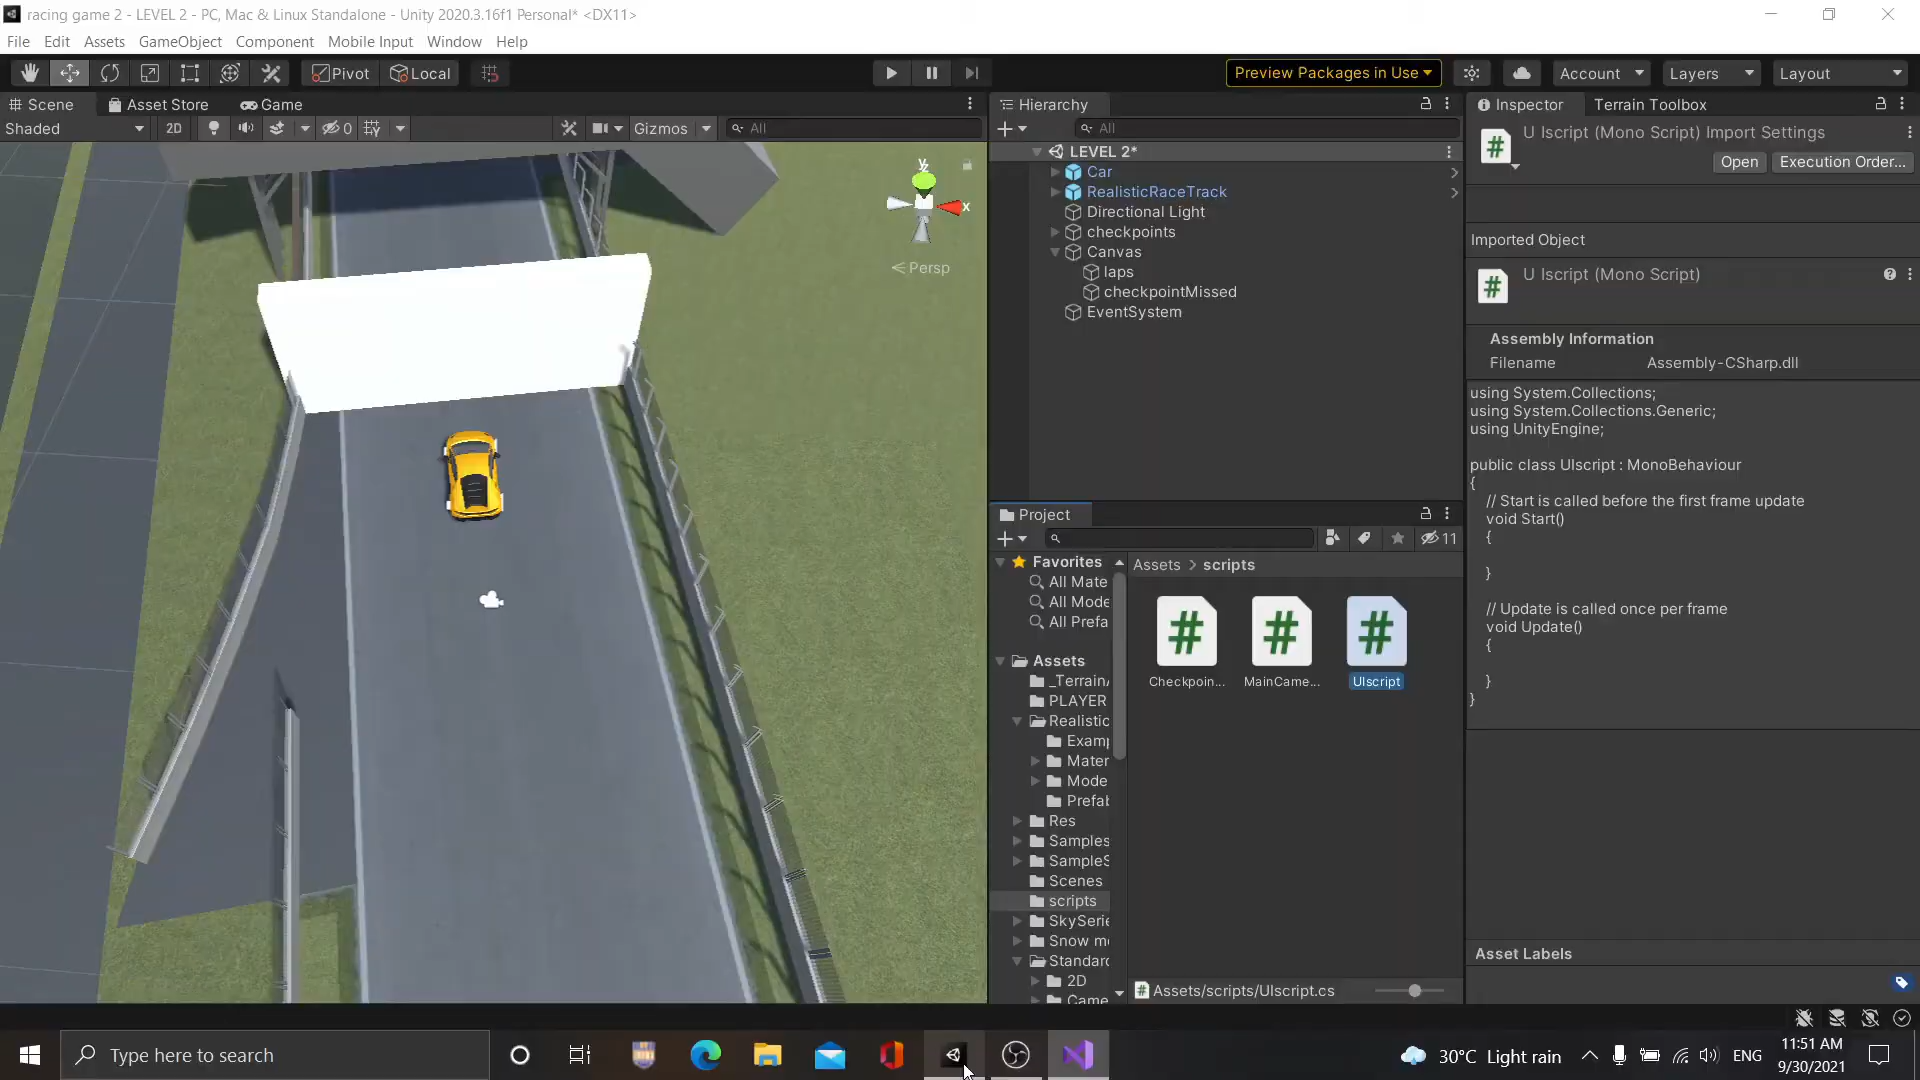 racing game 2 - LEVEL 2 - PC, Mac & Linux Standalone - Unity 2020.3.16f1 Personal* <DX11>
File Edit Assets GameObject Component Mobile Input Window Help
Pivot Local Preview Packages in Use Account Layers Layout
Scene Asset Store Game
Shaded 2D 0 Gizmos All
y
x
Persp
Hierarchy
All
LEVEL 2*
Car
RealisticRaceTrack
Directional Light
checkpoints
Canvas
laps
checkpointMissed
EventSystem
Project
11
Favorites
All Mate
All Mode
All Prefa
Assets
_Terrain
PLAYER
Realistic
Examp
Mater
Mode
Prefab
Res
Samples
SampleS
Scenes
scripts
SkySerie
Snow m
Standard
2D
Came
Assets > scripts
Checkpoin...
MainCame...
UIscript
Assets/scripts/UIscript.cs
Inspector Terrain Toolbox
U Iscript (Mono Script) Import Settings
Open Execution Order...
Imported Object
U Iscript (Mono Script)
Assembly Information
Filename Assembly-CSharp.dll
using System.Collections;
using System.Collections.Generic;
using UnityEngine;
public class UIscript : MonoBehaviour
{
// Start is called before the first frame update
void Start()
{
}
// Update is called once per frame
void Update()
{
}
}
Asset Labels
Type here to search
30°C Light rain
ENG
11:51 AM
9/30/2021